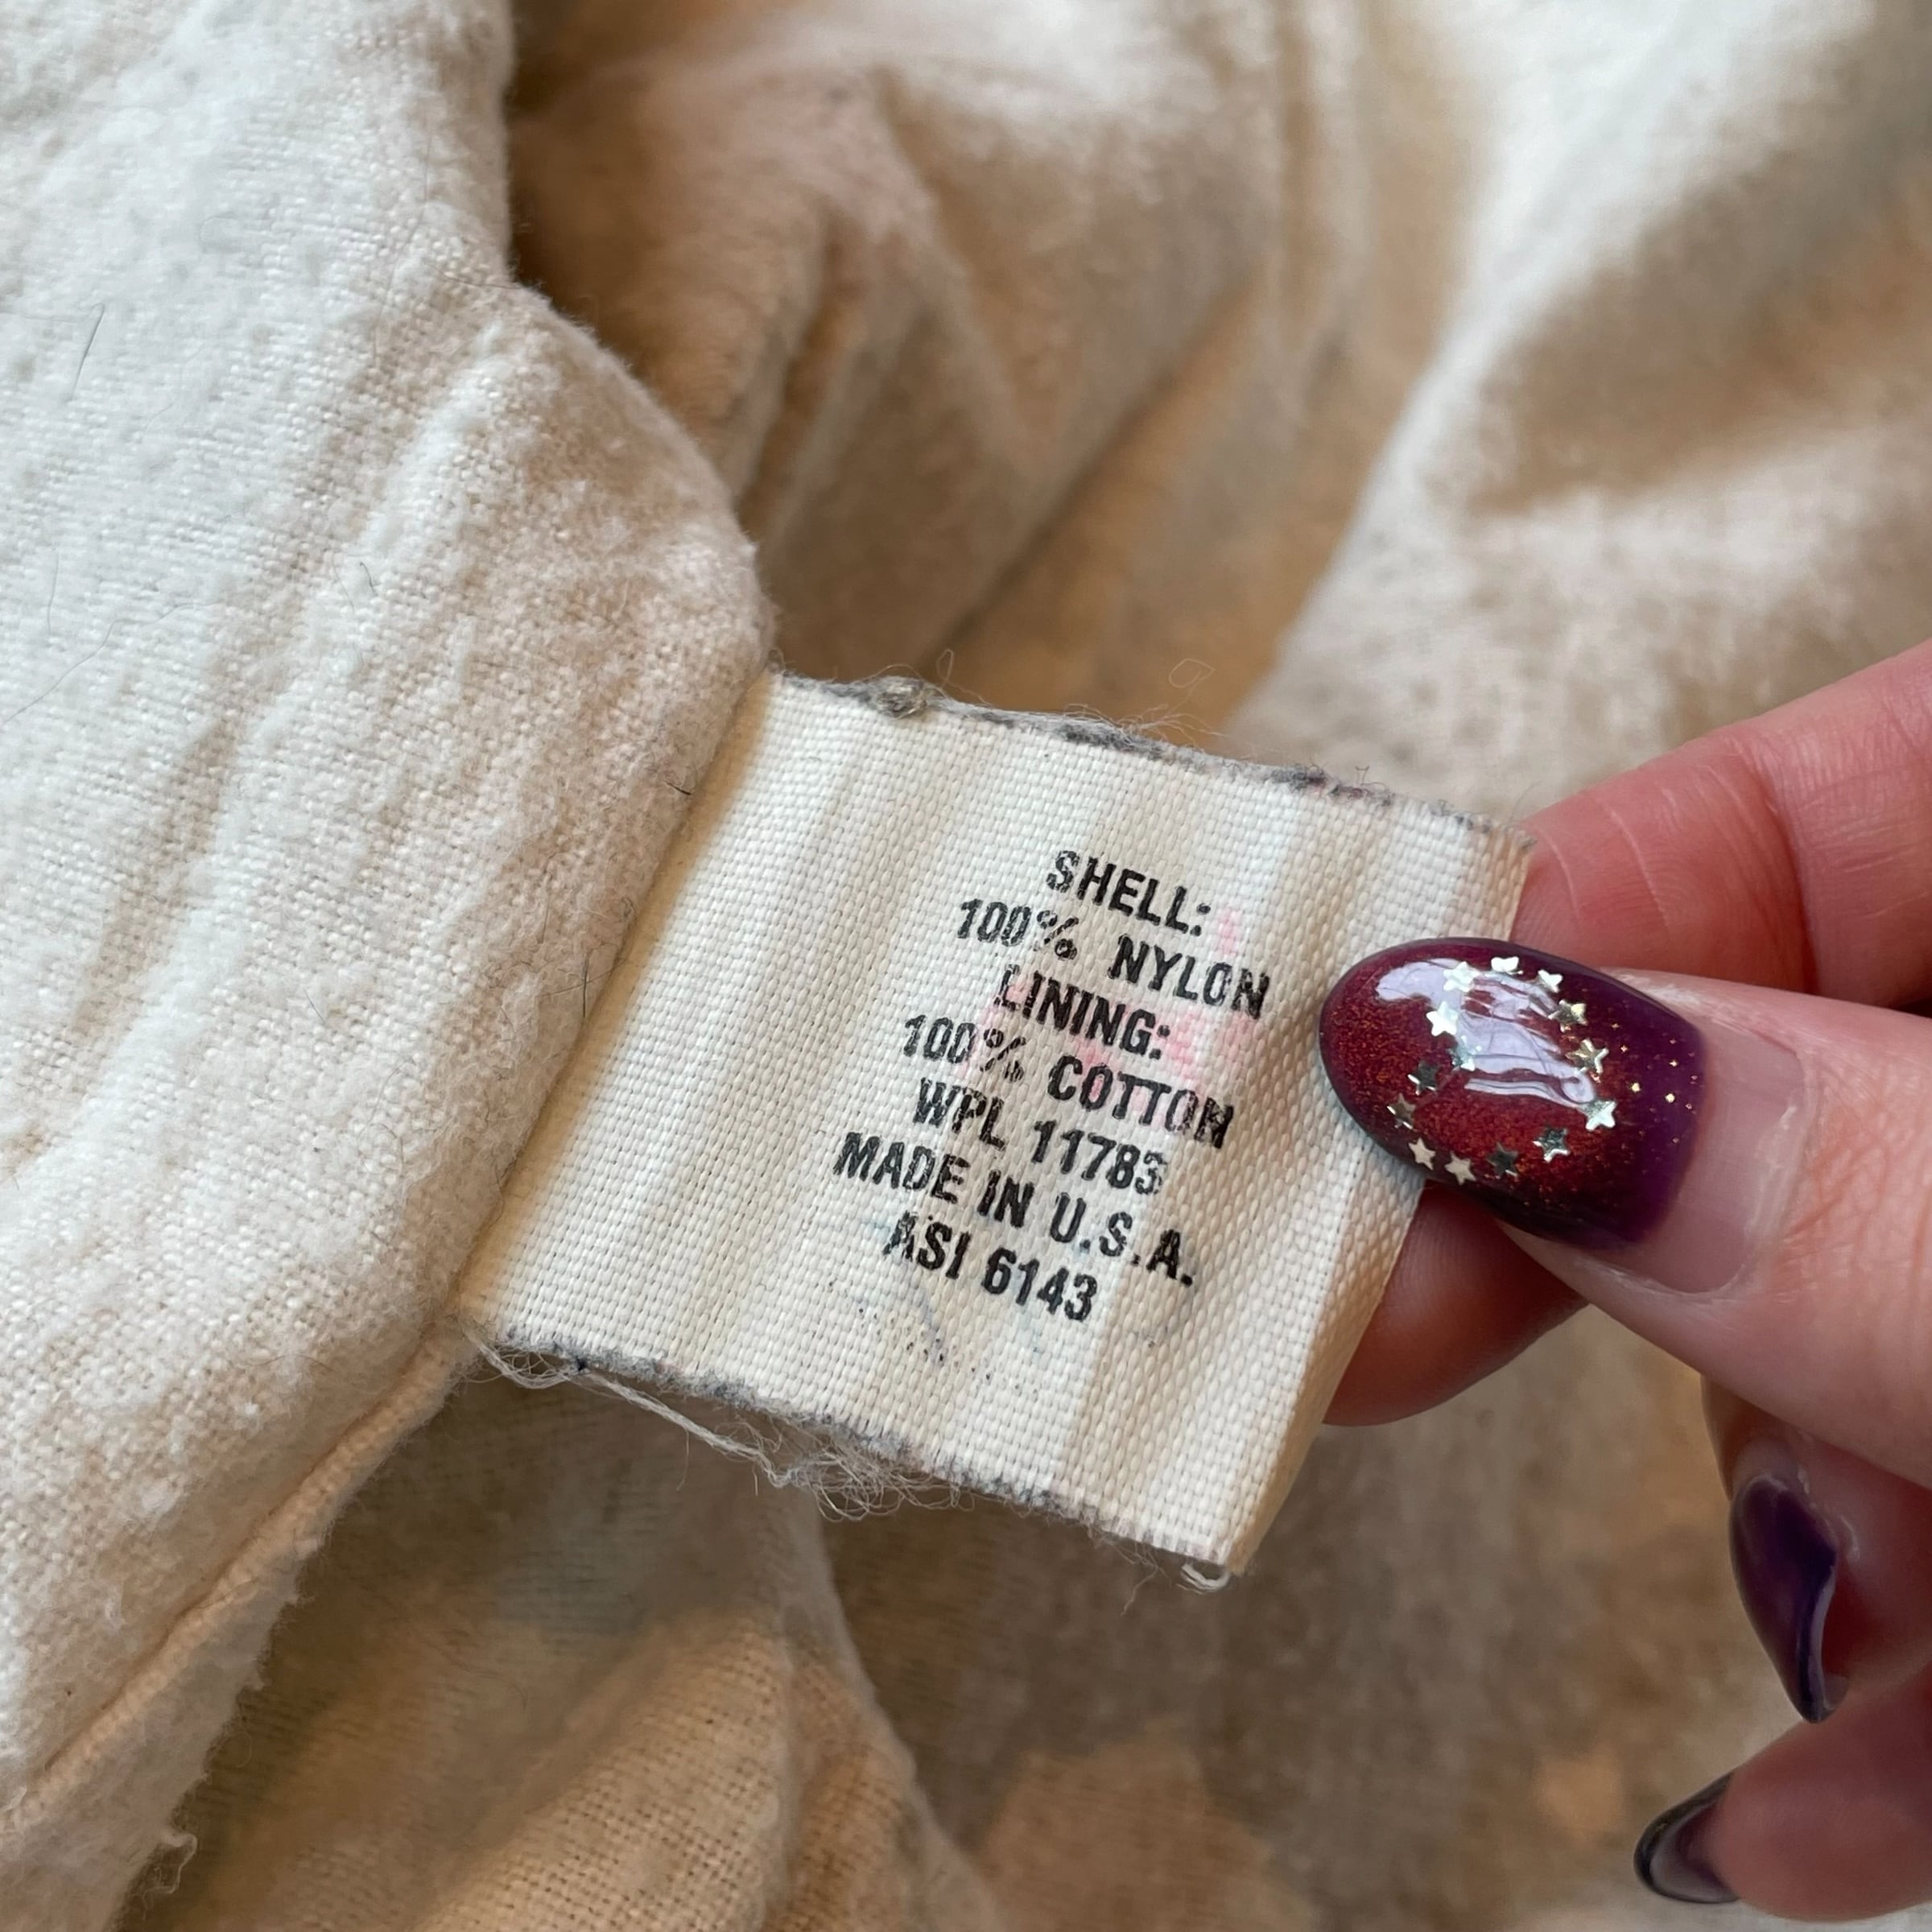 SHELL:
100% NYLON
LINING:
100% COTTON
WPL 11783
MADE IN U.S.A.
ASI 6143